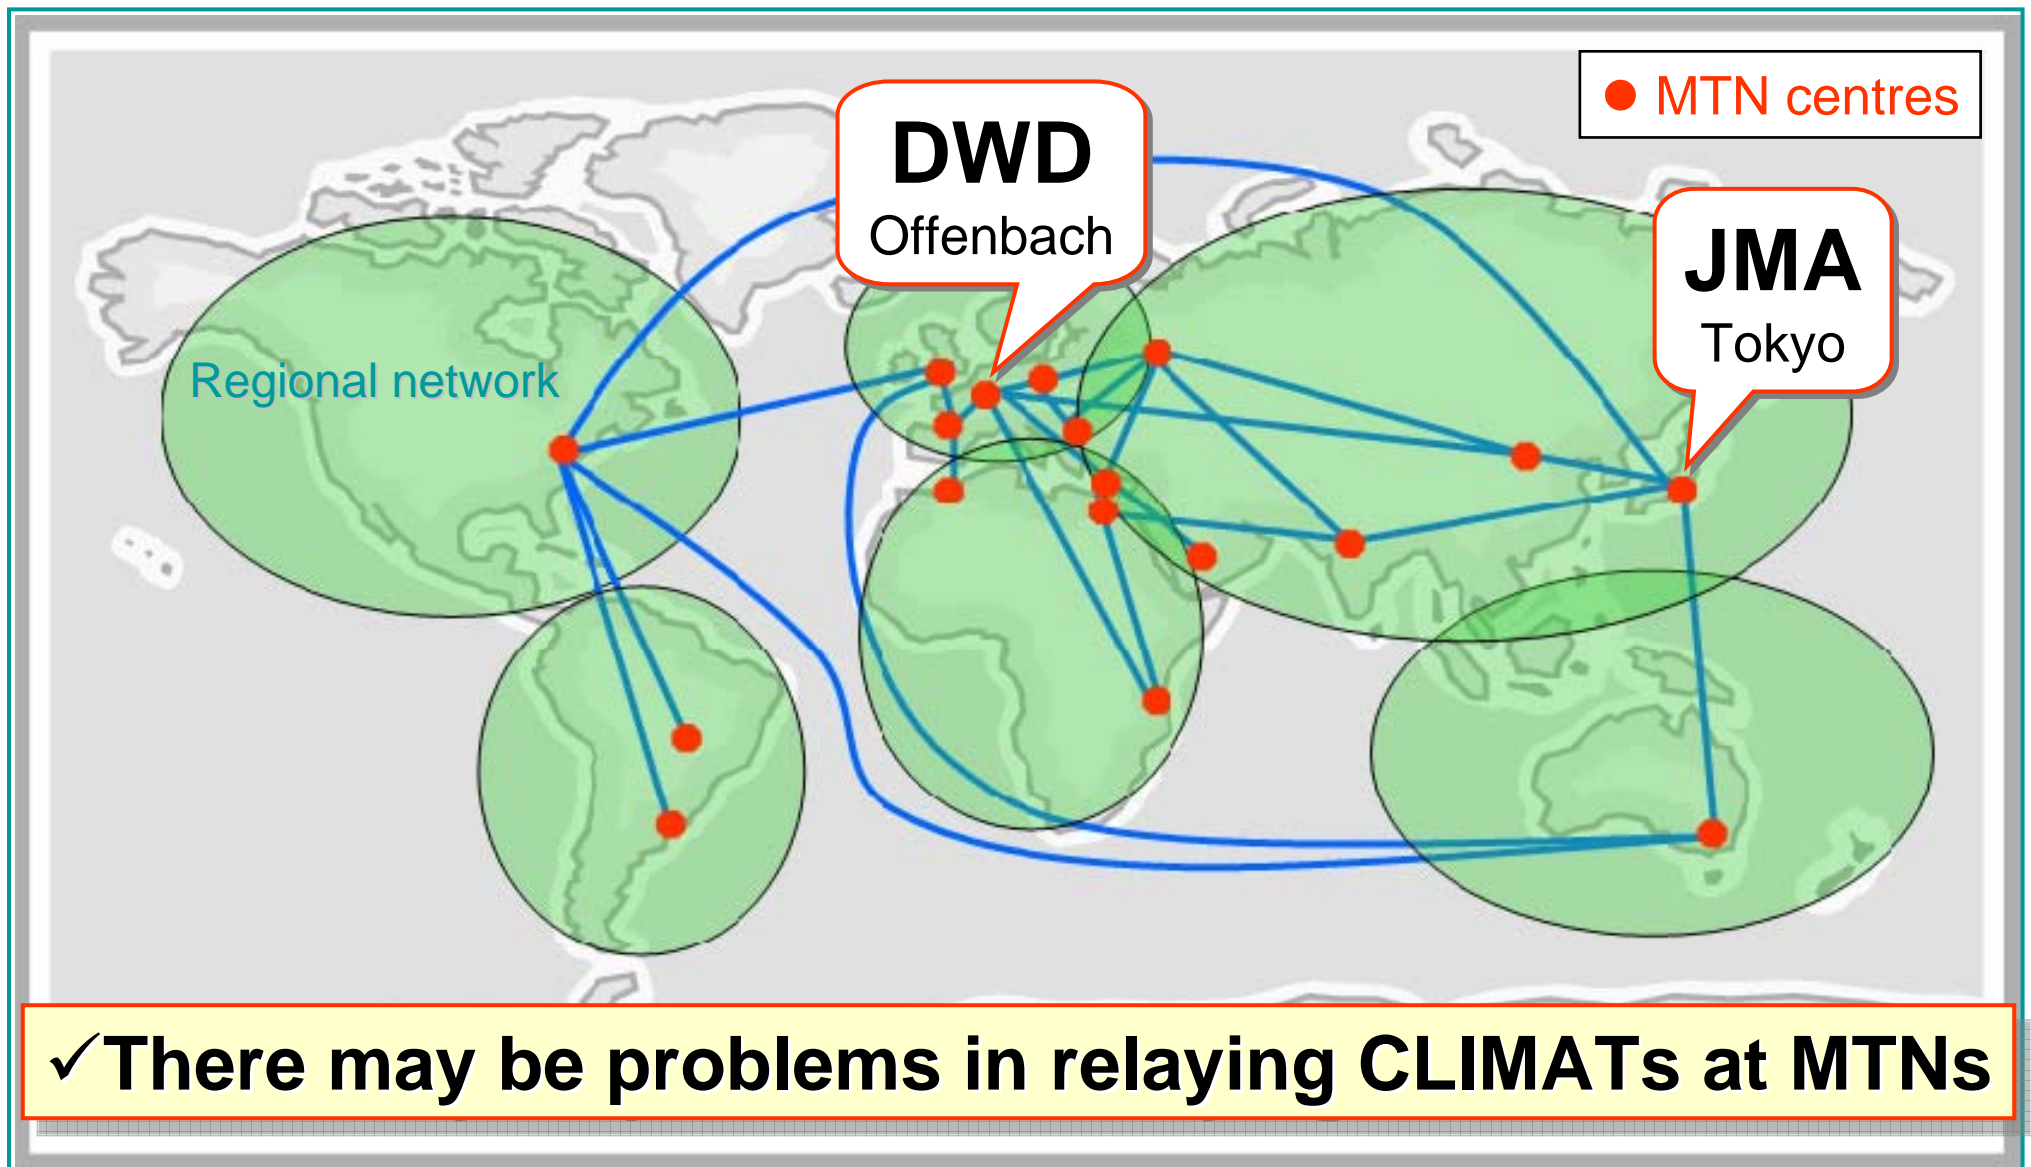 ● MTN centres
DWD
Offenbach
JMA
Tokyo
Regional network
✓There may be problems in relaying CLIMATs at MTNs